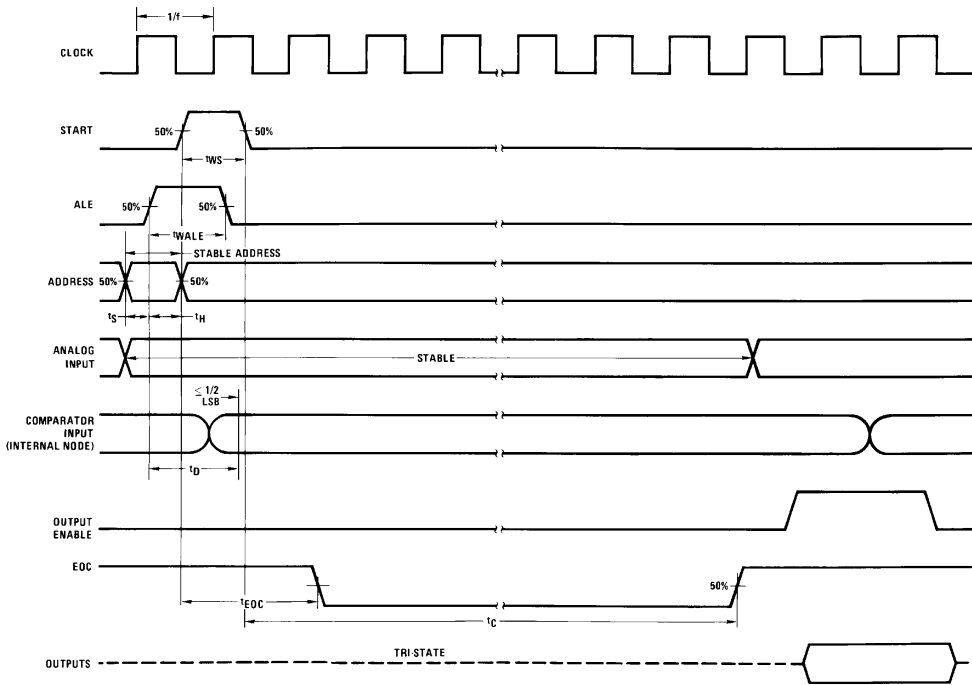 1/f
CLOCK
START
50%
50%
tWS
ALE
50%
50%
tWALE
STABLE ADDRESS
ADDRESS
50%
50%
tS
tH
ANALOG
INPUT
STABLE
≤ 1/2
LSB
COMPARATOR
INPUT
(INTERNAL NODE)
tD
OUTPUT
ENABLE
EOC
50%
tEOC
tC
TRI-STATE
OUTPUTS